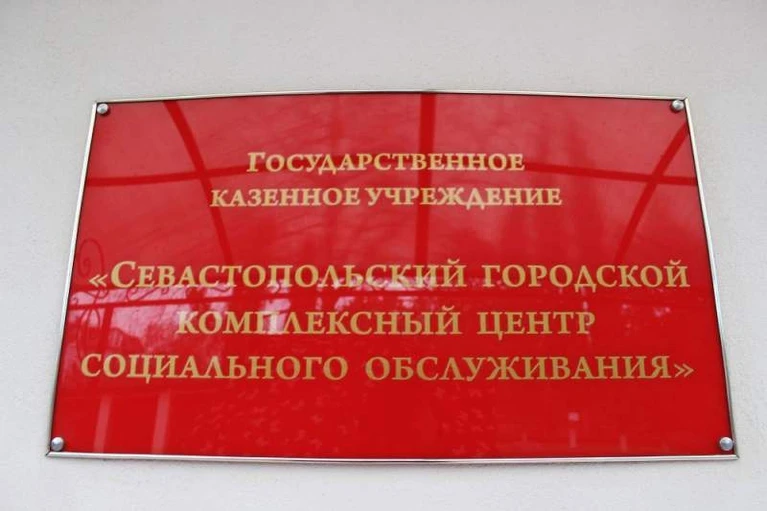 Государственное
казенное учреждение
«Севастопольский городской
комплексный центр
социального обслуживания»